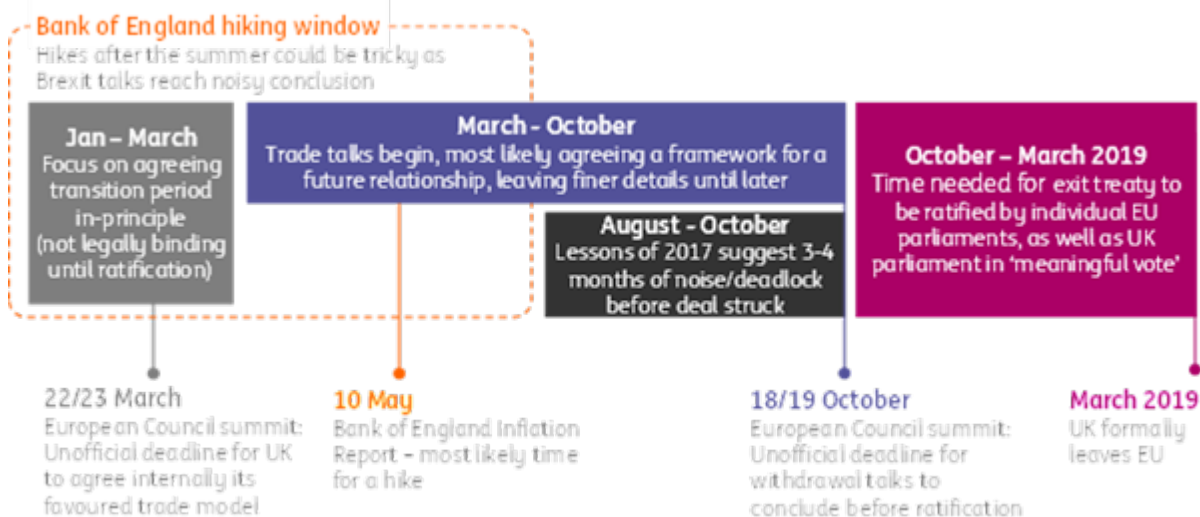 Bank of England hiking window
Hikes after the summer could be tricky as
Brexit talks reach noisy conclusion
Jan – March
Focus on agreeing
transition period
in-principle
(not legally binding
until ratification)
March - October
Trade talks begin, most likely agreeing a framework for a
future relationship, leaving finer details until later
August - October
Lessons of 2017 suggest 3-4
months of noise/deadlock
before deal struck
October – March 2019
Time needed for exit treaty to
be ratified by individual EU
parliaments, as well as UK
parliament in ‘meaningful vote’
22/23 March
European Council summit:
Unofficial deadline for UK
to agree internally its
favoured trade model
10 May
Bank of England Inflation
Report – most likely time
for a hike
18/19 October
European Council summit:
Unofficial deadline for
withdrawal talks to
conclude before ratification
March 2019
UK formally
leaves EU